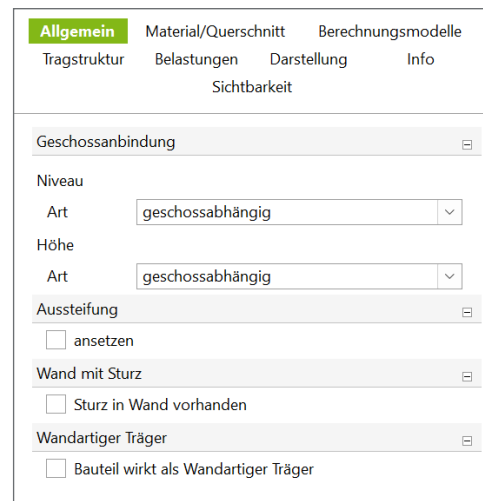 Allgemein Material/Querschnitt Berechnungsmodelle
Tragstruktur Belastungen Darstellung Info
Sichtbarkeit
Geschossanbindung
Niveau
Art geschossabhängig
Höhe
Art geschossabhängig
Aussteifung
ansetzen
Wand mit Sturz
Sturz in Wand vorhanden
Wandartiger Träger
Bauteil wirkt als Wandartiger Träger